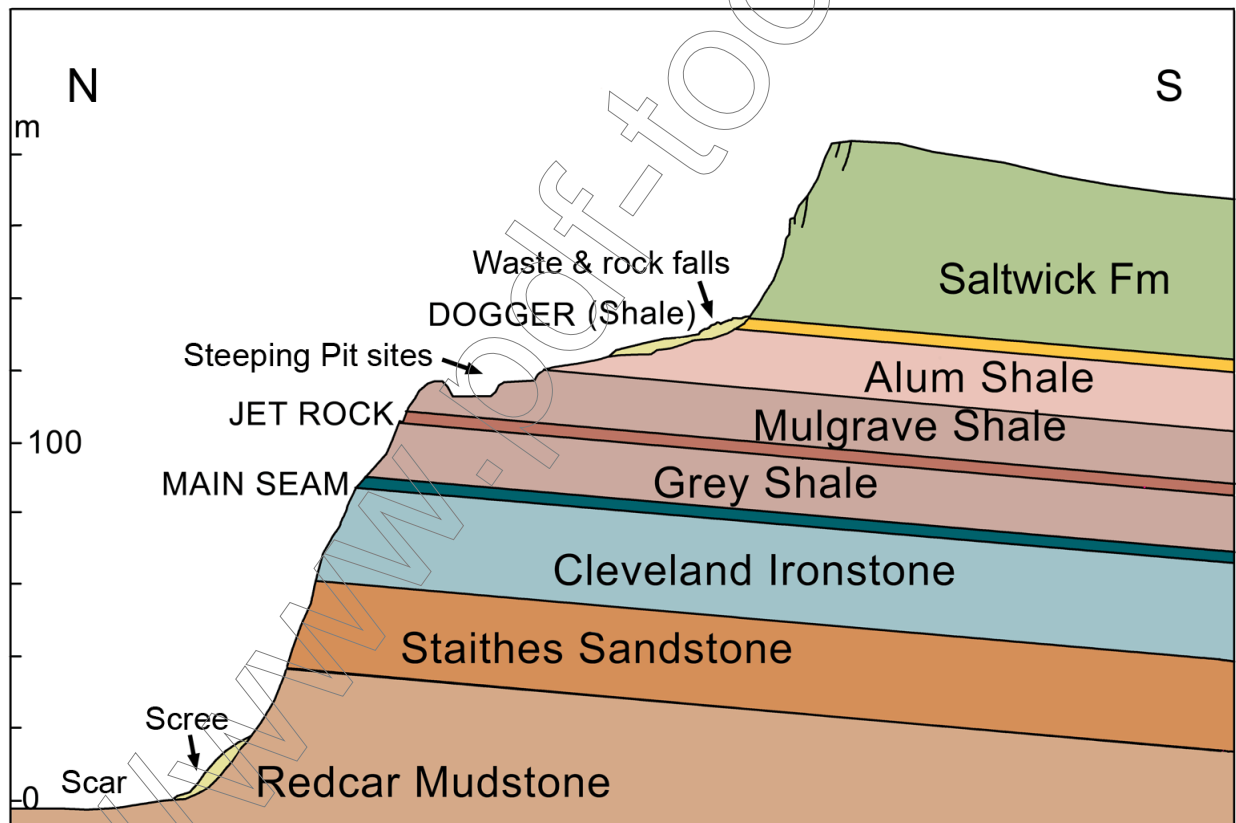 N
S
m
Waste & rock falls
DOGGER (Shale)
Saltwick Fm
Steeping Pit sites
Alum Shale
JET ROCK
Mulgrave Shale
100
MAIN SEAM
Grey Shale
Cleveland Ironstone
Staithes Sandstone
Scree
Scar
Redcar Mudstone
0
www.pdf-too